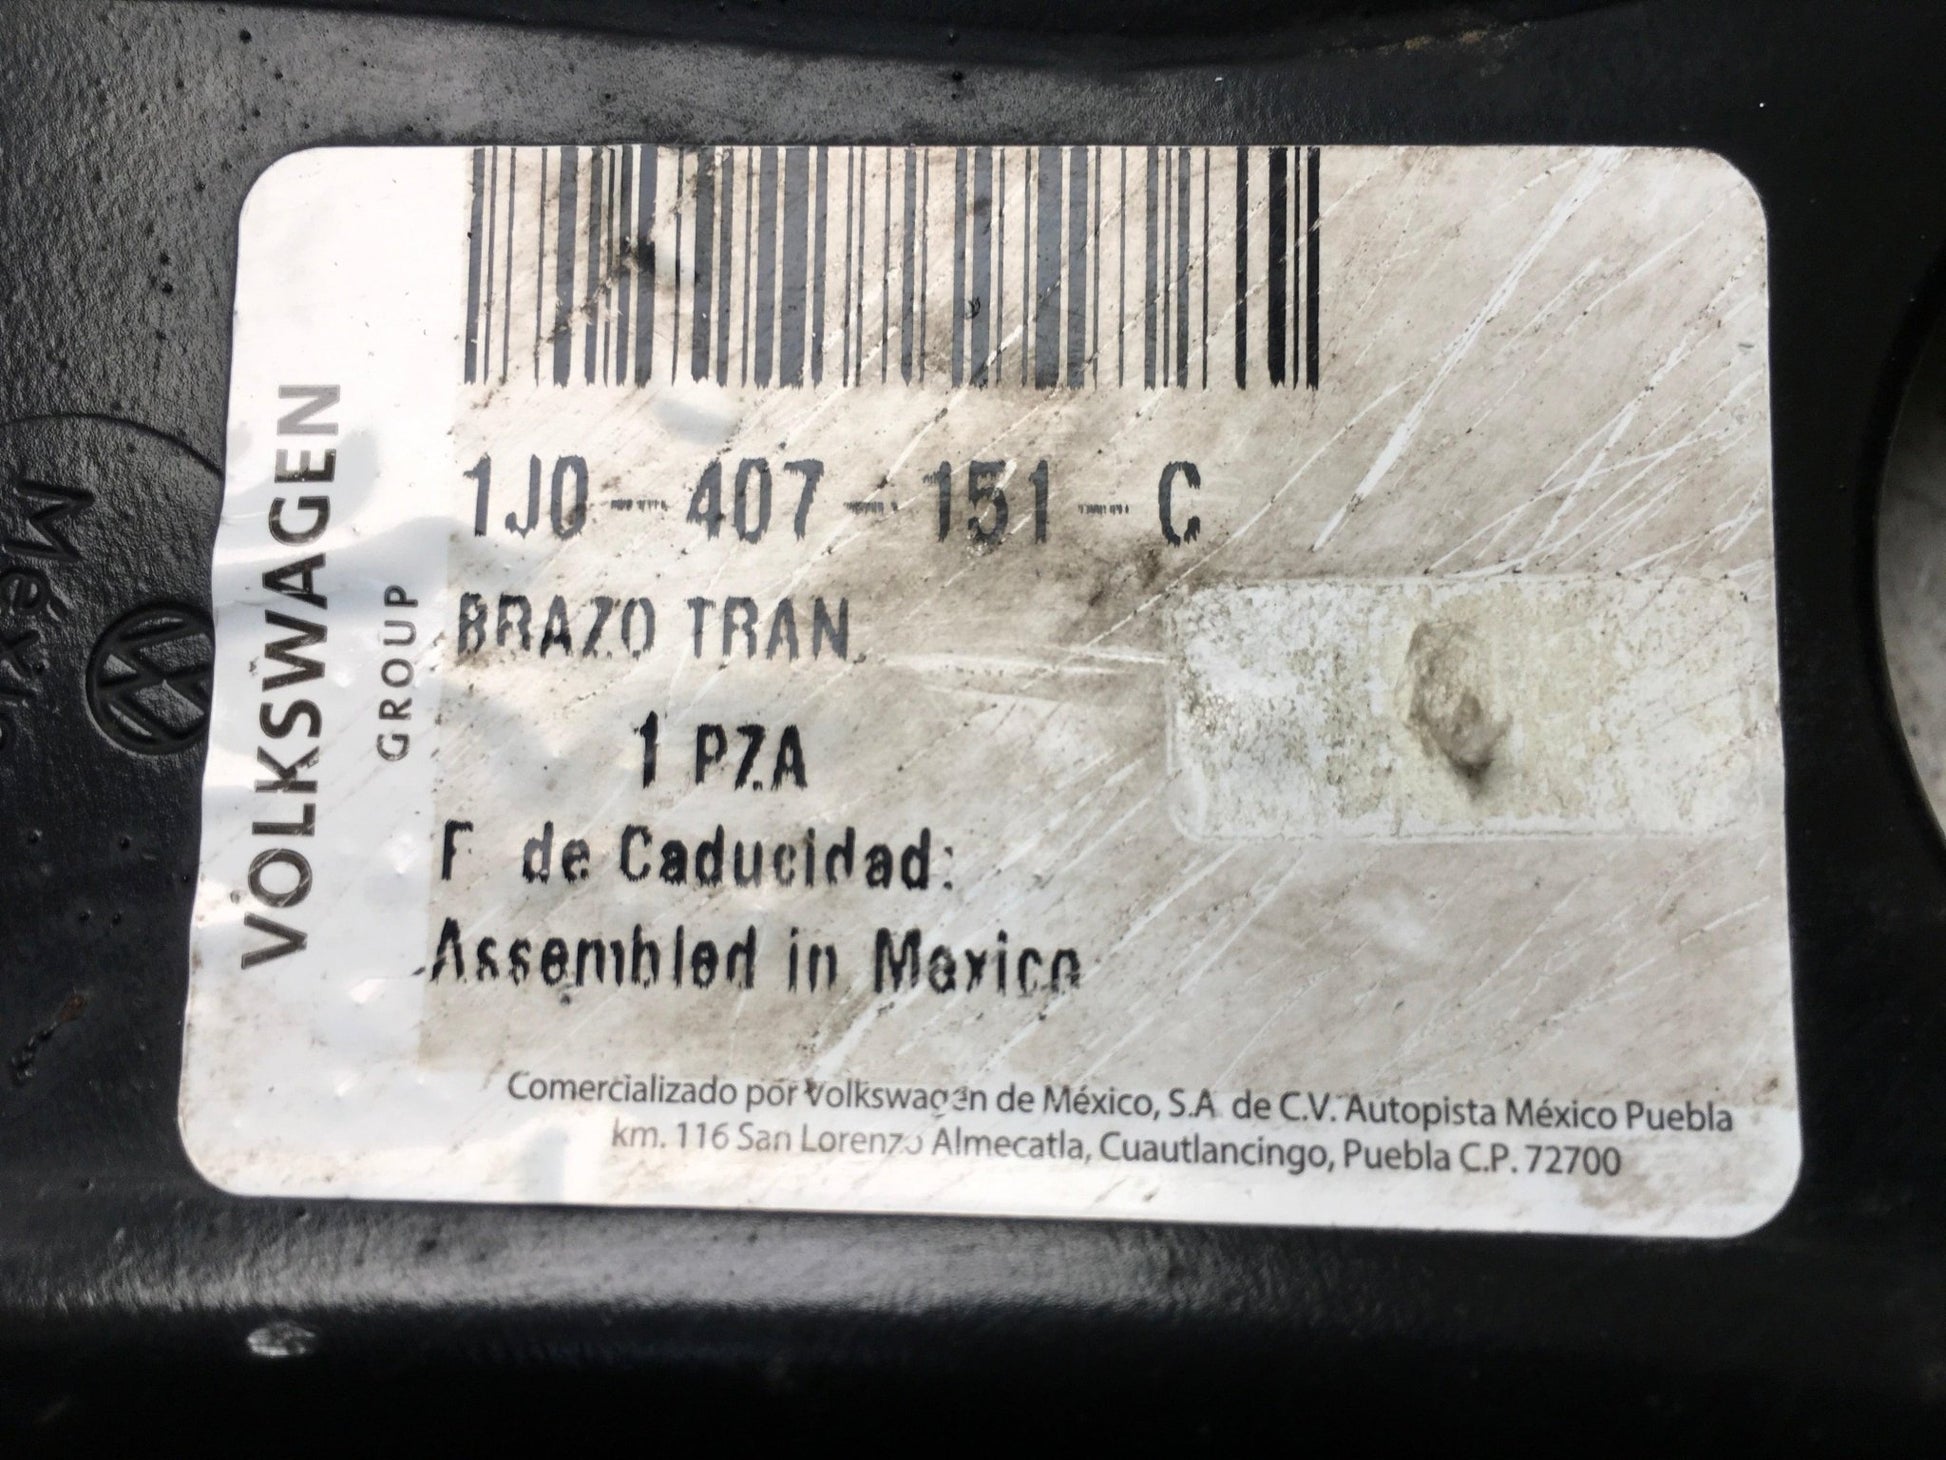 VOLKSWAGEN
GROUP
1J0-407-151-C
BRAZO TRAN
1 PZA
F de Caducidad:
Assembled in Mexico
Comercializado por Volkswagen de México, S.A. de C.V. Autopista México Puebla
km. 116 San Lorenzo Almecatla, Cuautlancingo, Puebla C.P. 72700
Mexico